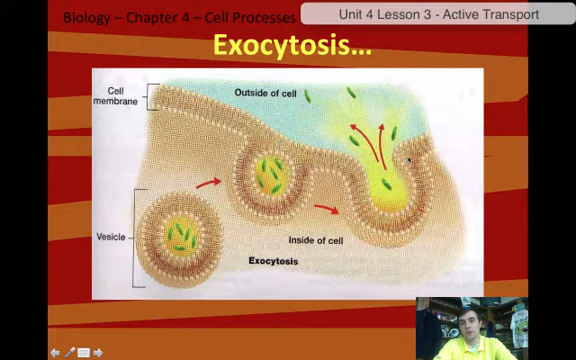 Biology – Chapter 4 – Cell Processes
Unit 4 Lesson 3 - Active Transport
Exocytosis…
Cell
membrane
Outside of cell
Vesicle
Inside of cell
Exocytosis